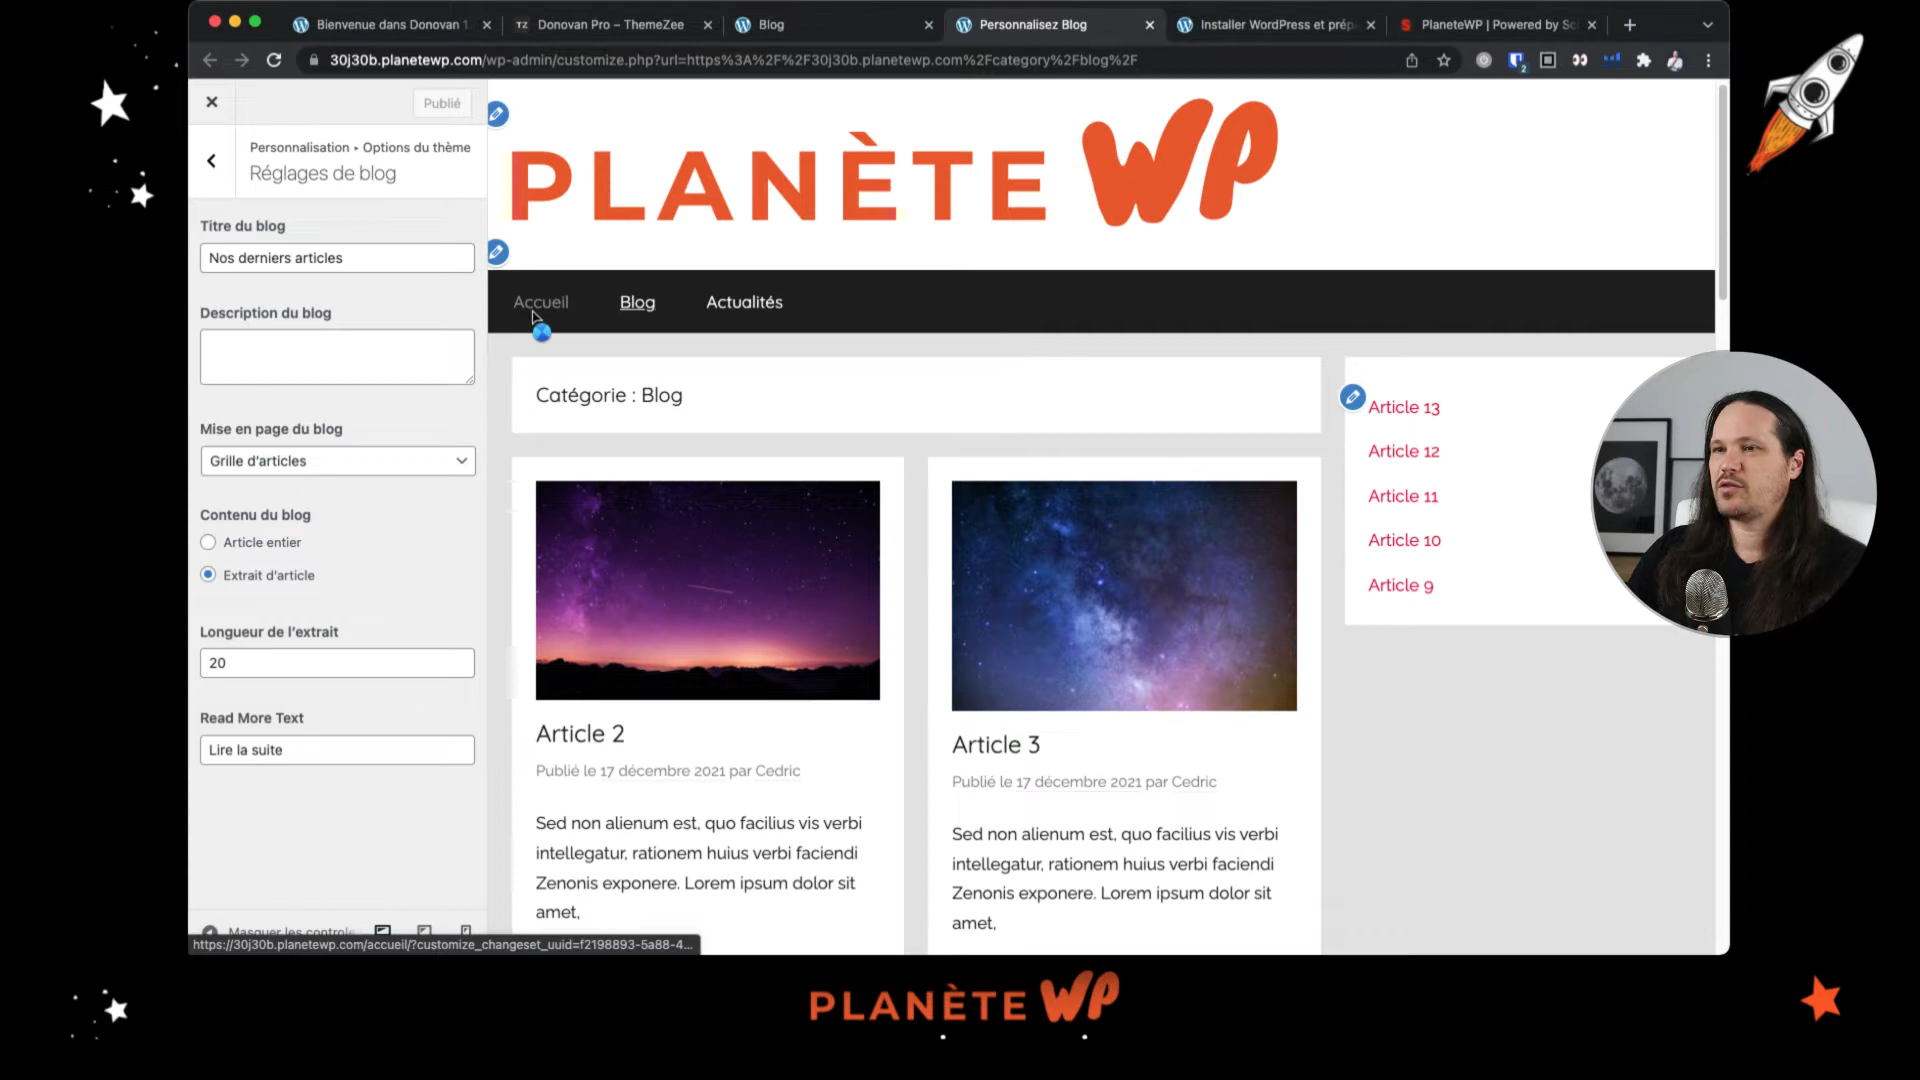 Bienvenue dans Donovan 1
TZ
Donovan Pro – ThemeZee
Blog
Personnalisez Blog
Installer WordPress et prép
S
PlaneteWP | Powered by Sc
30j30b.planetewp.com/wp-admin/customize.php?url=https%3A%2F%2F30j30b.planetewp.com%2Fcategory%2Fblog%2F
2
Publié
Personnalisation • Options du thème
Réglages de blog
Titre du blog
Nos derniers articles
Description du blog
Mise en page du blog
Grille d’articles
Contenu du blog
Article entier
Extrait d’article
Longueur de l’extrait
20
Read More Text
Lire la suite
Masquer les contrôle
https://30j30b.planetewp.com/accueil/?customize_changeset_uuid=f2198893-5a88-4...
PLANÈTE WP
Accueil
Blog
Actualités
Catégorie : Blog
Article 2
Publié le 17 décembre 2021 par Cedric
Sed non alienum est, quo facilius vis verbi
intellegatur, rationem huius verbi faciendi
Zenonis exponere. Lorem ipsum dolor sit
amet,
Article 3
Publié le 17 décembre 2021 par Cedric
Sed non alienum est, quo facilius vis verbi
intellegatur, rationem huius verbi faciendi
Zenonis exponere. Lorem ipsum dolor sit
amet,
Article 13
Article 12
Article 11
Article 10
Article 9
PLANÈTE WP